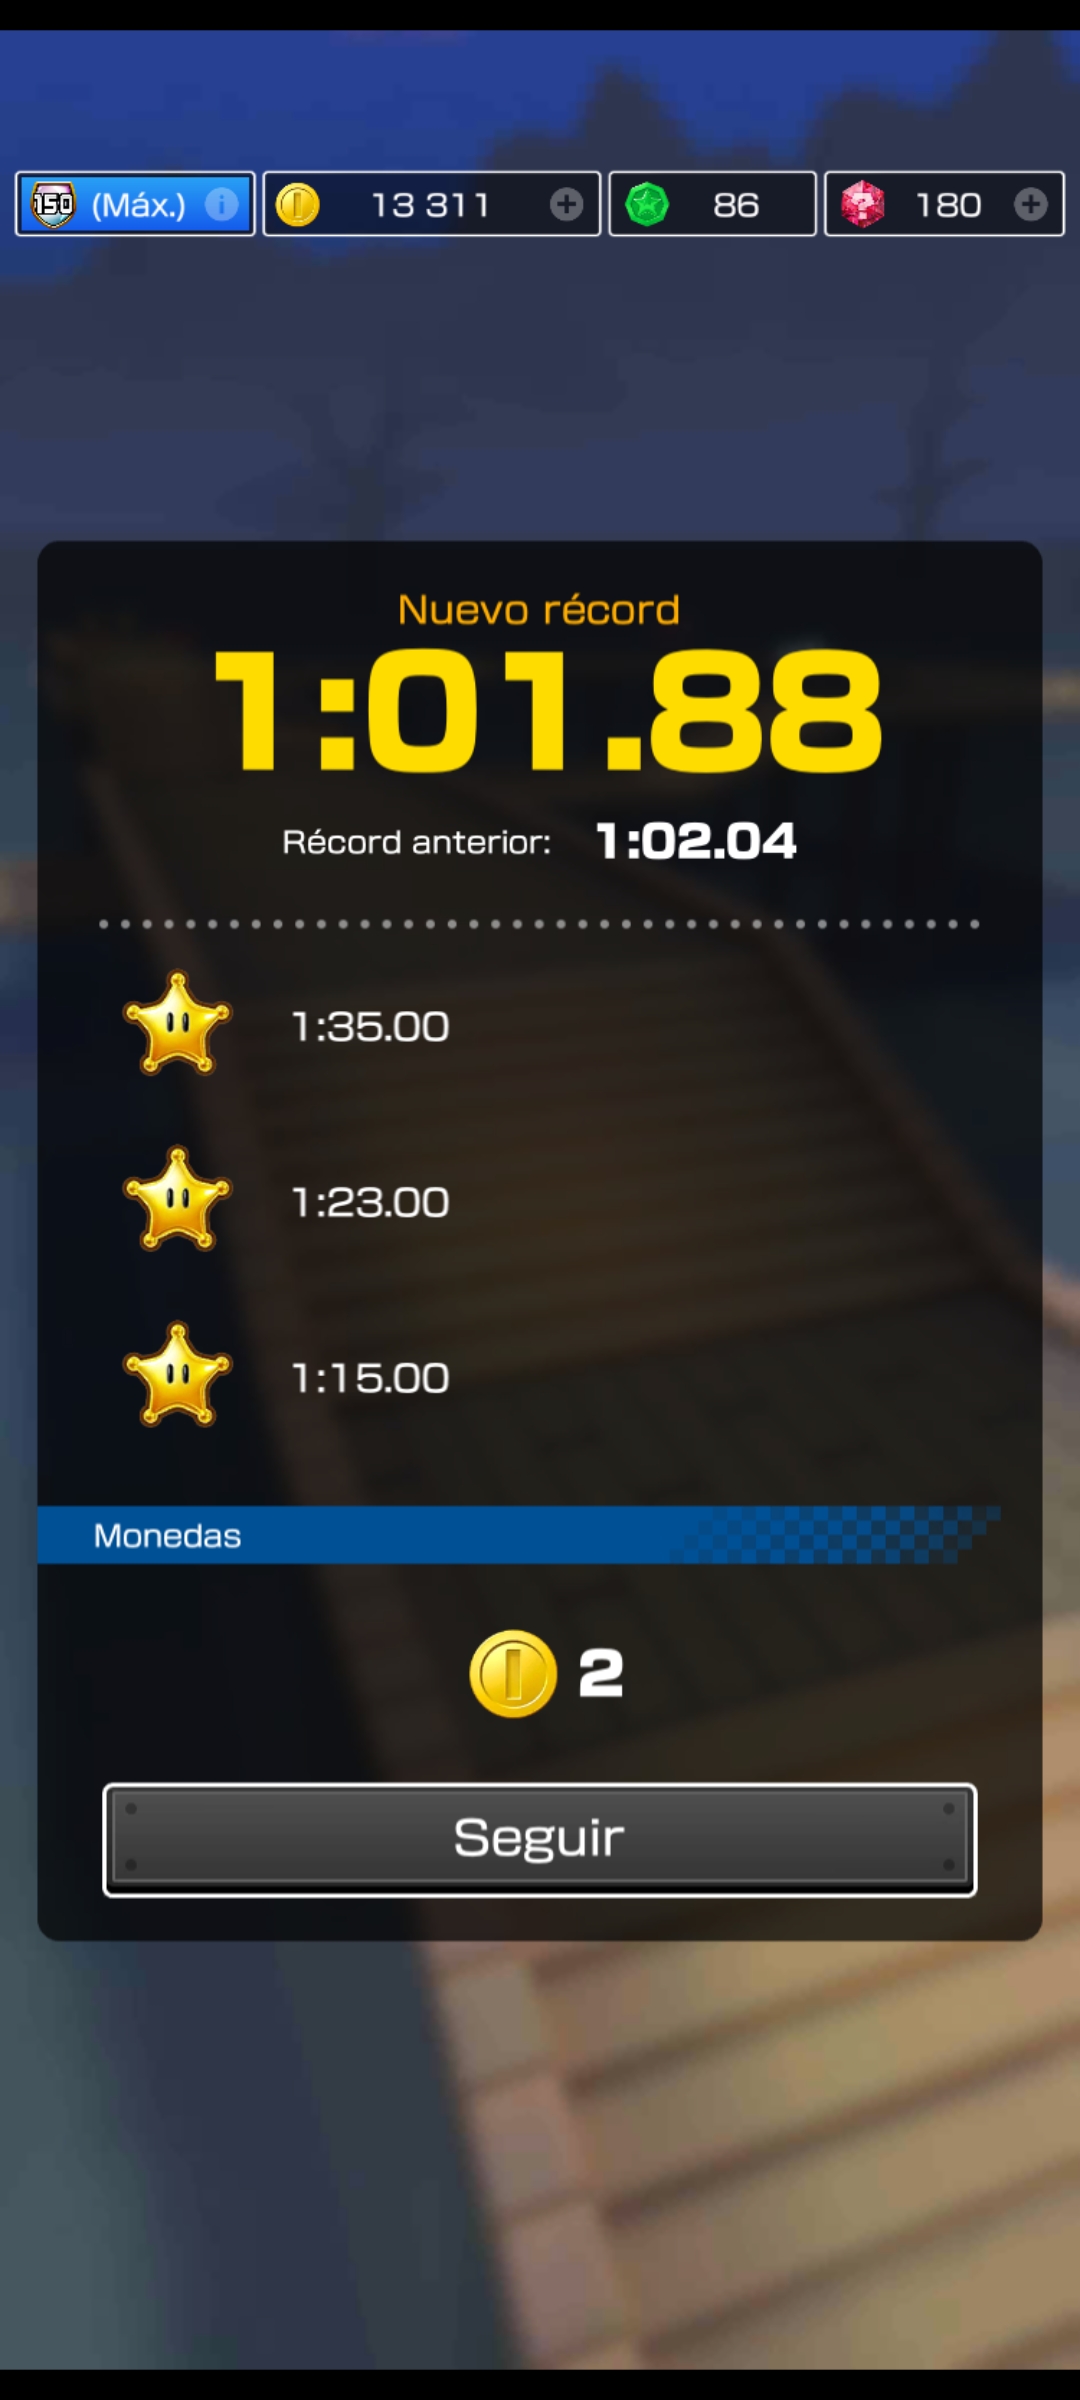 150 (Máx.) i 13 311 + 86 ? 180 +
Nuevo récord
1:01.88
Récord anterior: 1:02.04
1:35.00
1:23.00
1:15.00
Monedas
2
Seguir